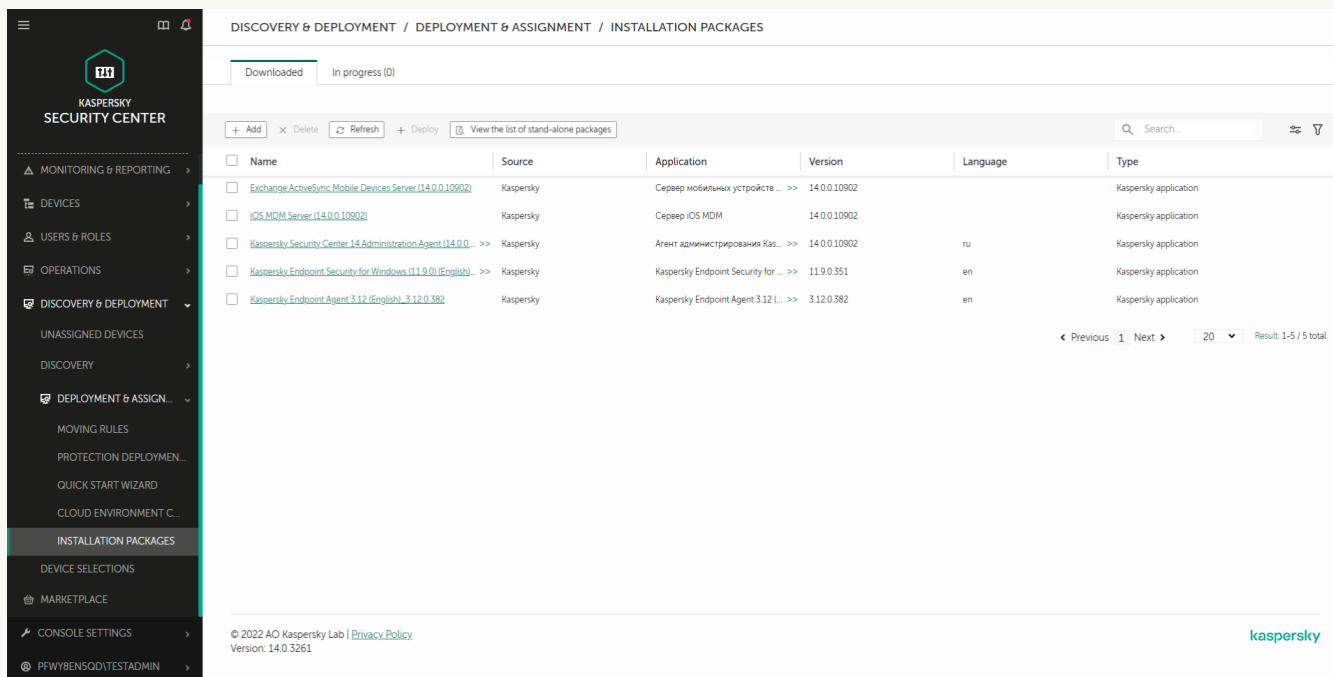 DISCOVERY & DEPLOYMENT / DEPLOYMENT & ASSIGNMENT / INSTALLATION PACKAGES
KASPERSKY
SECURITY CENTER
MONITORING & REPORTING
DEVICES
USERS & ROLES
OPERATIONS
DISCOVERY & DEPLOYMENT
UNASSIGNED DEVICES
DISCOVERY
DEPLOYMENT & ASSIGN...
MOVING RULES
PROTECTION DEPLOYMEN...
QUICK START WIZARD
CLOUD ENVIRONMENT C...
INSTALLATION PACKAGES
DEVICE SELECTIONS
MARKETPLACE
CONSOLE SETTINGS
PFWY8EN5QD\TESTADMIN
Downloaded In progress (0)
+ Add × Delete Refresh + Deploy View the list of stand-alone packages Search...
Name Source Application Version Language Type
Exchange ActiveSync Mobile Devices Server (14.0.0.10902) Kaspersky Сервер мобильных устройств ... >> 14.0.0.10902 Kaspersky application
iOS MDM Server (14.0.0.10902) Kaspersky Сервер iOS MDM 14.0.0.10902 Kaspersky application
Kaspersky Security Center 14 Administration Agent (14.0.0.... >> Kaspersky Агент администрирования Kas... >> 14.0.0.10902 ru Kaspersky application
Kaspersky Endpoint Security for Windows (11.9.0) (English)... >> Kaspersky Kaspersky Endpoint Security for ... >> 11.9.0.351 en Kaspersky application
Kaspersky Endpoint Agent 3.12 (English)_3.12.0.382 Kaspersky Kaspersky Endpoint Agent 3.12 (... >> 3.12.0.382 en Kaspersky application
< Previous 1 Next > 20 Result: 1-5 / 5 total
© 2022 AO Kaspersky Lab | Privacy Policy
Version: 14.0.3261
kaspersky